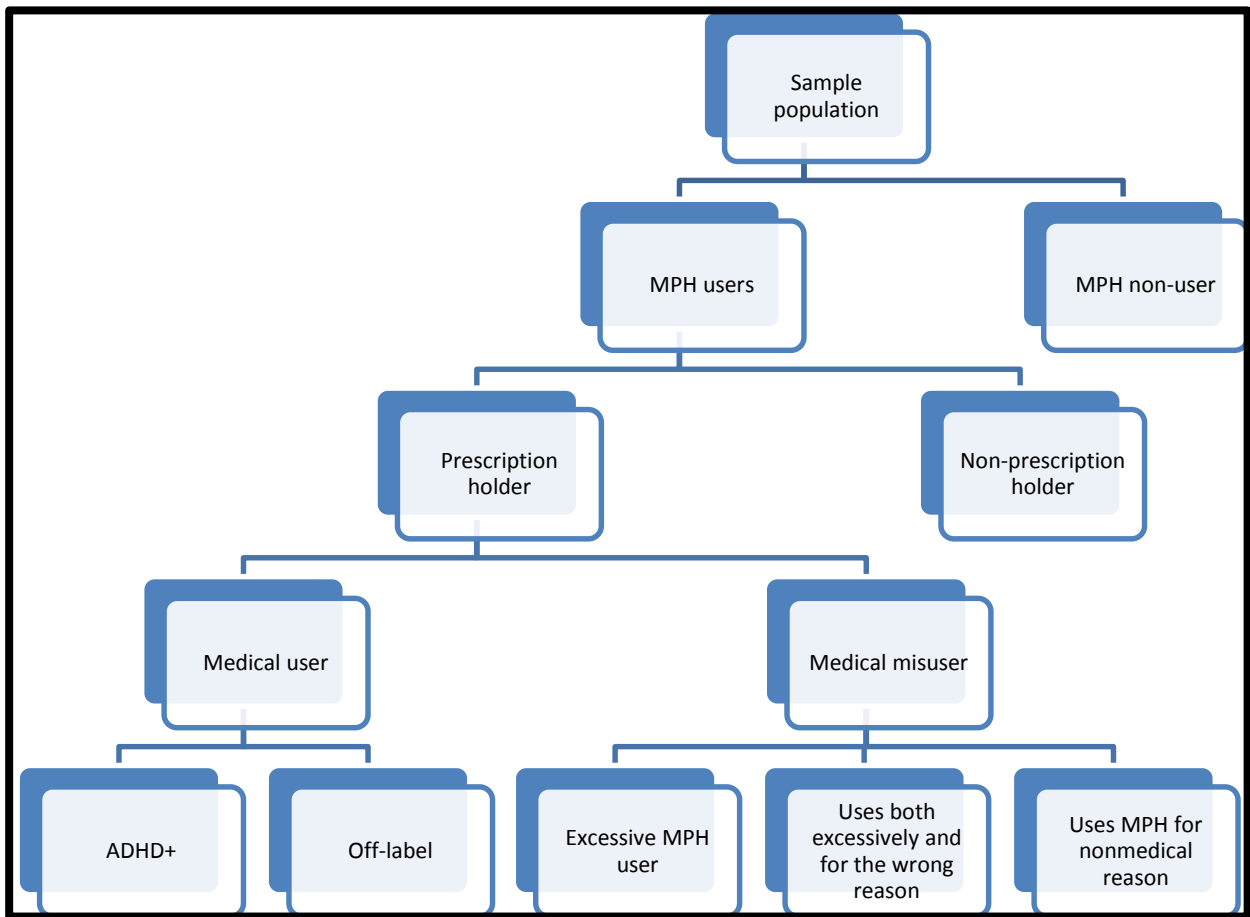 Sample
population
MPH users
MPH non-user
Prescription
holder
Non-prescription
holder
Medical user
Medical misuser
ADHD+
Off-label
Excessive MPH
user
Uses both
excessively and
for the wrong
reason
Uses MPH for
nonmedical
reason